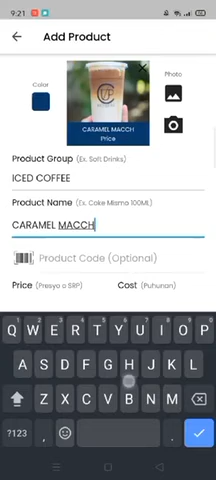 9:21
Add Product
Color
Photo
CARAMEL MACCH
Price
Product Group (Ex. Soft Drinks)
ICED COFFEE
Product Name (Ex. Coke Mismo 100ML)
CARAMEL MACCH
Product Code (Optional)
Price (Presyo o SRP) Cost (Puhunan)
Q W E R T Y U I O P
A S D F G H J K L
Z X C V B N M
?123 , .